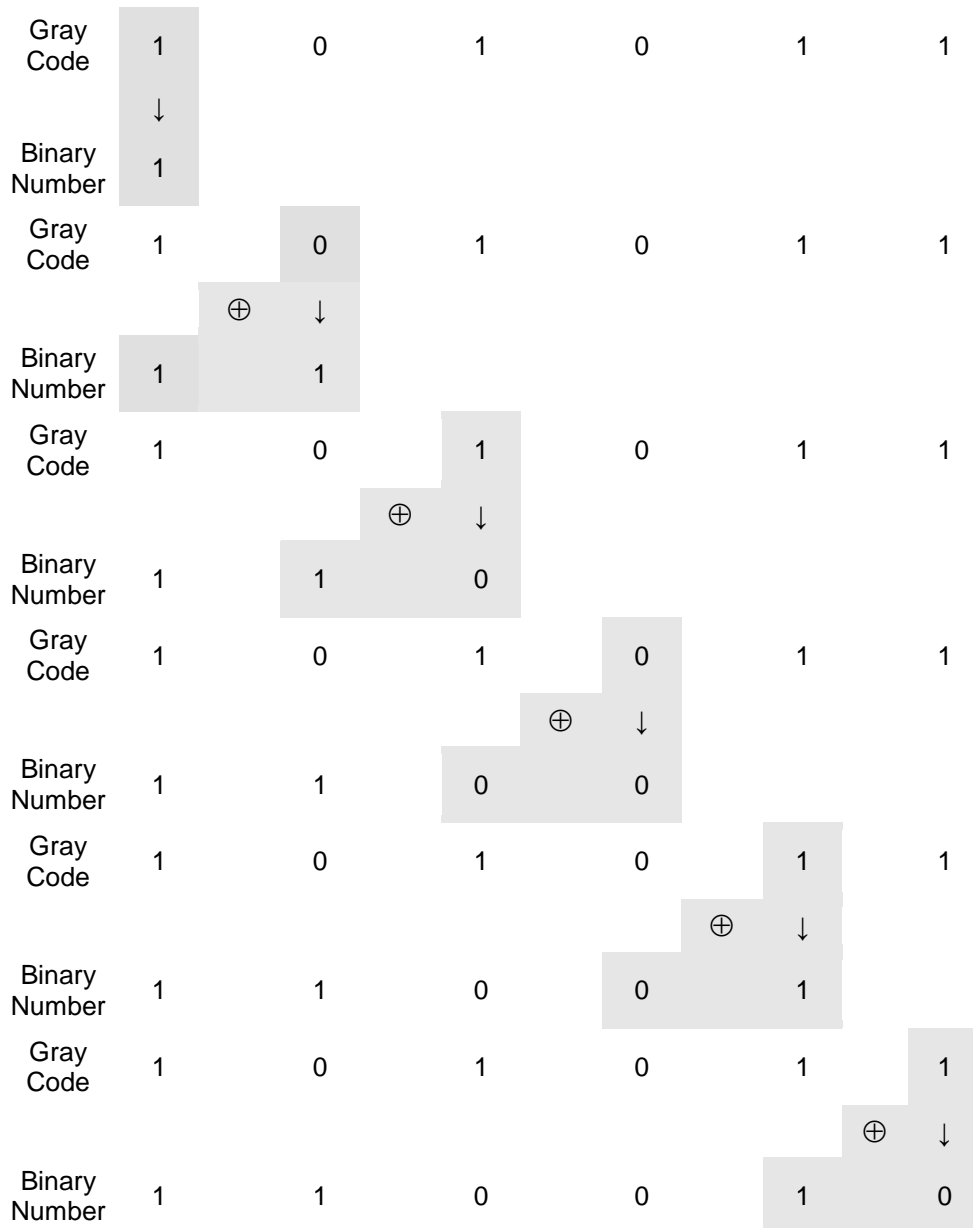 Gray
Code 1 0 1 0 1 1
↓
Binary
Number 1
Gray
Code 1 0 1 0 1 1
⊕ ↓
Binary
Number 1 1
Gray
Code 1 0 1 0 1 1
⊕ ↓
Binary
Number 1 1 0
Gray
Code 1 0 1 0 1 1
⊕ ↓
Binary
Number 1 1 0 0
Gray
Code 1 0 1 0 1 1
⊕ ↓
Binary
Number 1 1 0 0 1
Gray
Code 1 0 1 0 1 1
⊕ ↓
Binary
Number 1 1 0 0 1 0